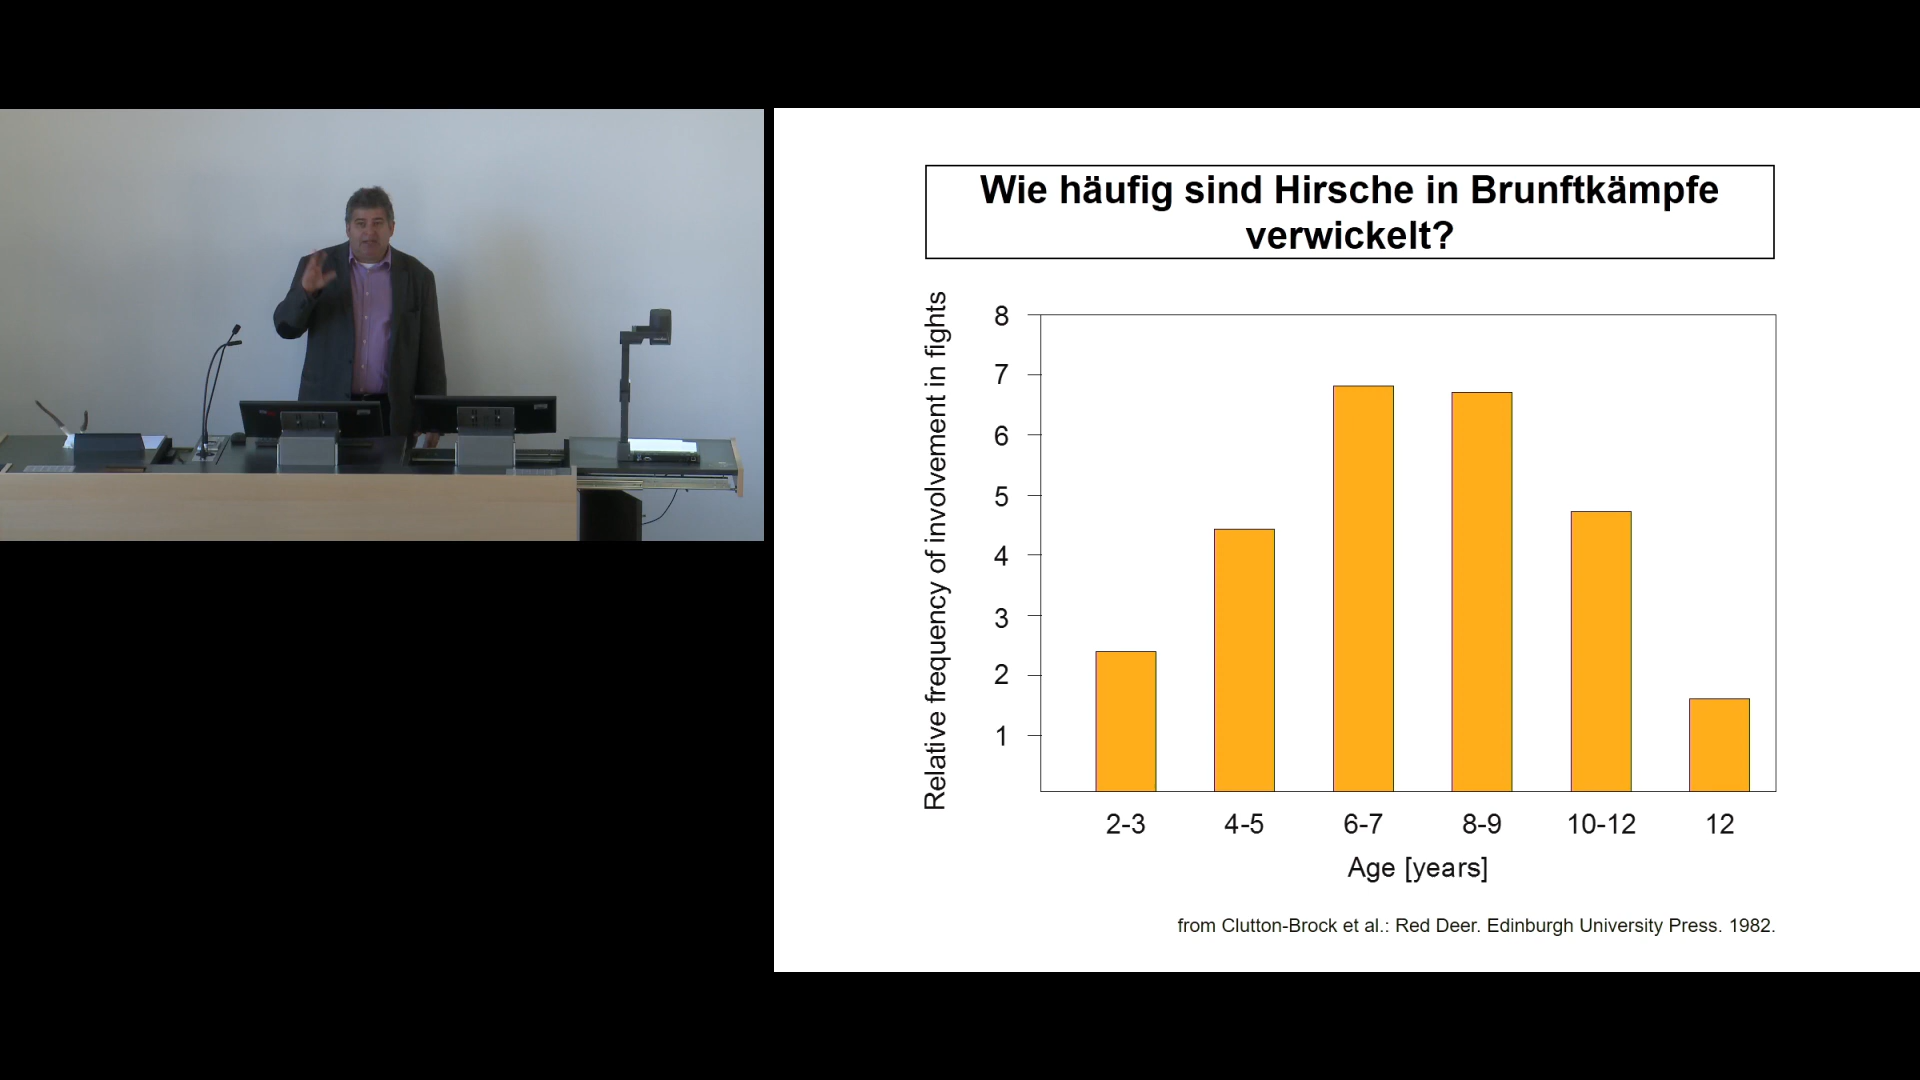 Wie häufig sind Hirsche in Brunftkämpfe
verwickelt?
Relative frequency of involvement in fights
8
7
6
5
4
3
2
1
2-3 4-5 6-7 8-9 10-12 12
Age [years]
from Clutton-Brock et al.: Red Deer. Edinburgh University Press. 1982.